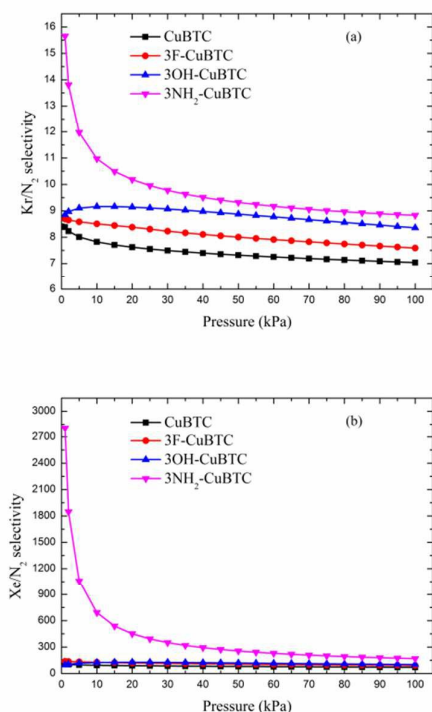 (a)
CuBTC
3F-CuBTC
3OH-CuBTC
3NH₂-CuBTC
Kr/N₂ selectivity
16
15
14
13
12
11
10
9
8
7
6
0 10 20 30 40 50 60 70 80 90 100
Pressure (kPa)
(b)
CuBTC
3F-CuBTC
3OH-CuBTC
3NH₂-CuBTC
Xe/N₂ selectivity
3000
2700
2400
2100
1800
1500
1200
900
600
300
0
0 10 20 30 40 50 60 70 80 90 100
Pressure (kPa)